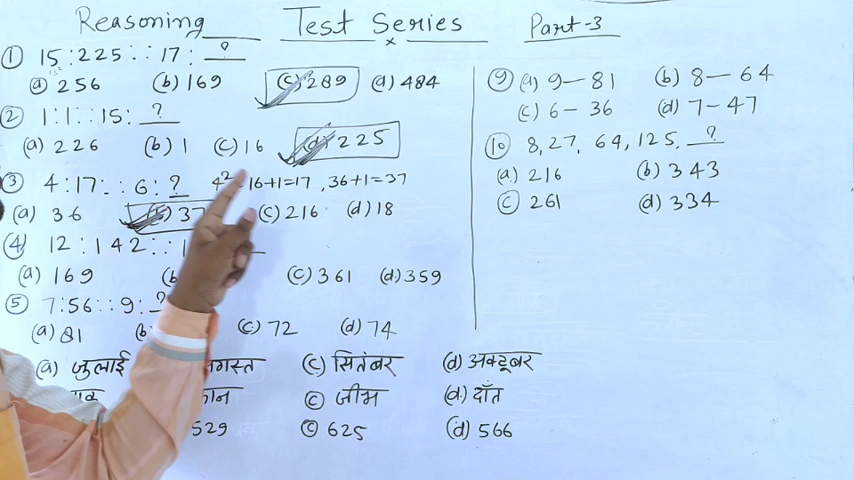 Reasoning Test Series Part-3
① 15 : 225 :: 17 : ?
(a) 256 (b) 169 (c) 289 (d) 484
② 1 : 1 :: 15 : ?
(a) 226 (b) 1 (c) 16 (d) 225
③ 4 : 17 :: 6 : ? 4² 16+1=17, 36+1=37
(a) 36 37 (c) 216 (d) 18
④ 12 : 142 :: 1
(a) 169 (b) (c) 361 (d) 359
⑤ 7 : 56 :: 9 : ?
(a) 81 (b) (c) 72 (d) 74
(a) जुलाई (c) सितंबर (d) अक्टूबर
(c) जीभ (d) दाँत
529 (c) 625 (d) 566
⑨ (a) 9 — 81 (b) 8 — 64
(c) 6 — 36 (d) 7 — 47
⑩ 8, 27, 64, 125, ?
(a) 216 (b) 343
(c) 261 (d) 334